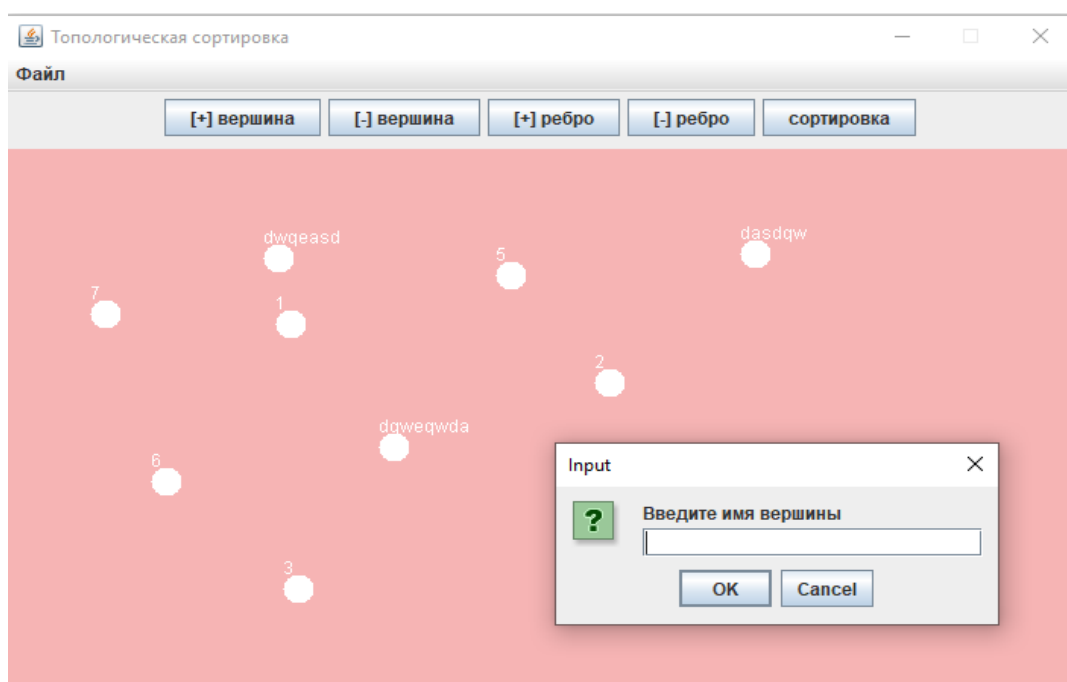 Топологическая сортировка
Файл
[+] вершина [-] вершина [+] ребро [-] ребро сортировка
dwqeasd
5
dasdqw
7
1
2
dqweqwda
6
3
Input
Введите имя вершины
OK Cancel
?